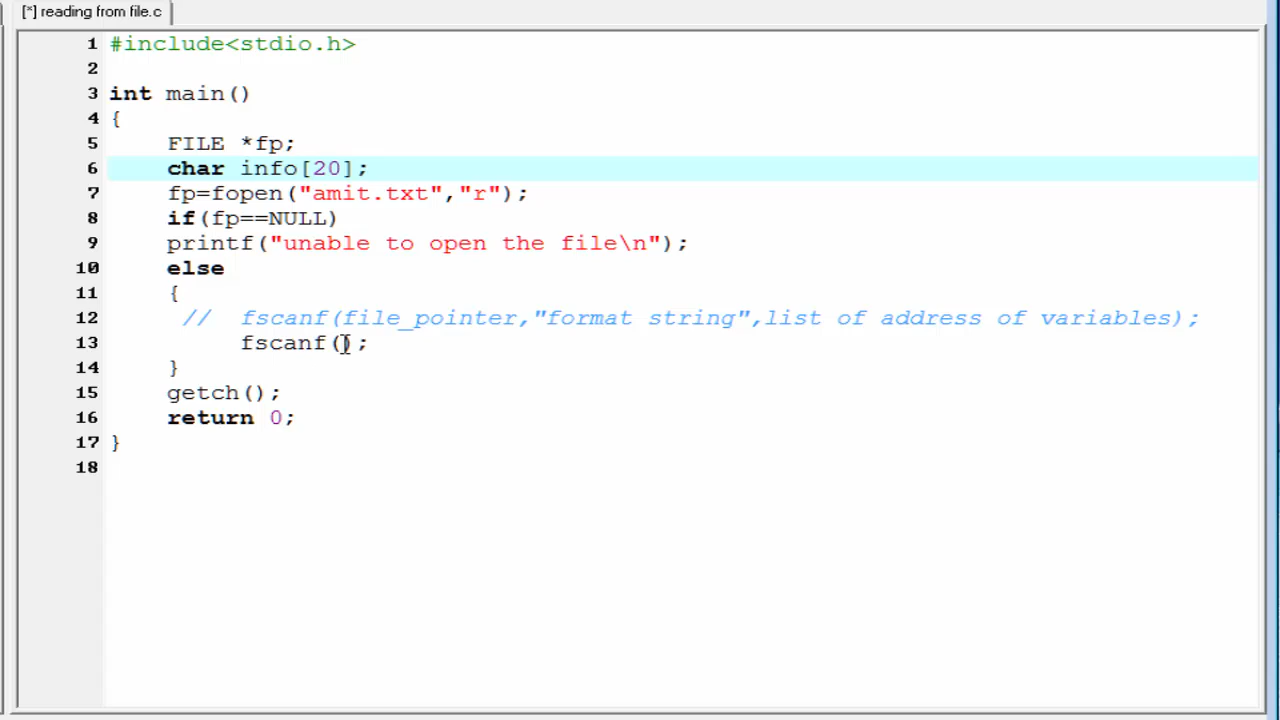 [*] reading from file.c
1 #include<stdio.h>
2
3 int main()
4 {
5 FILE *fp;
6 char info[20];
7 fp=fopen("amit.txt","r");
8 if(fp==NULL)
9 printf("unable to open the file\n");
10 else
11 {
12 // fscanf(file_pointer,"format string",list of address of variables);
13 fscanf();
14 }
15 getch();
16 return 0;
17 }
18